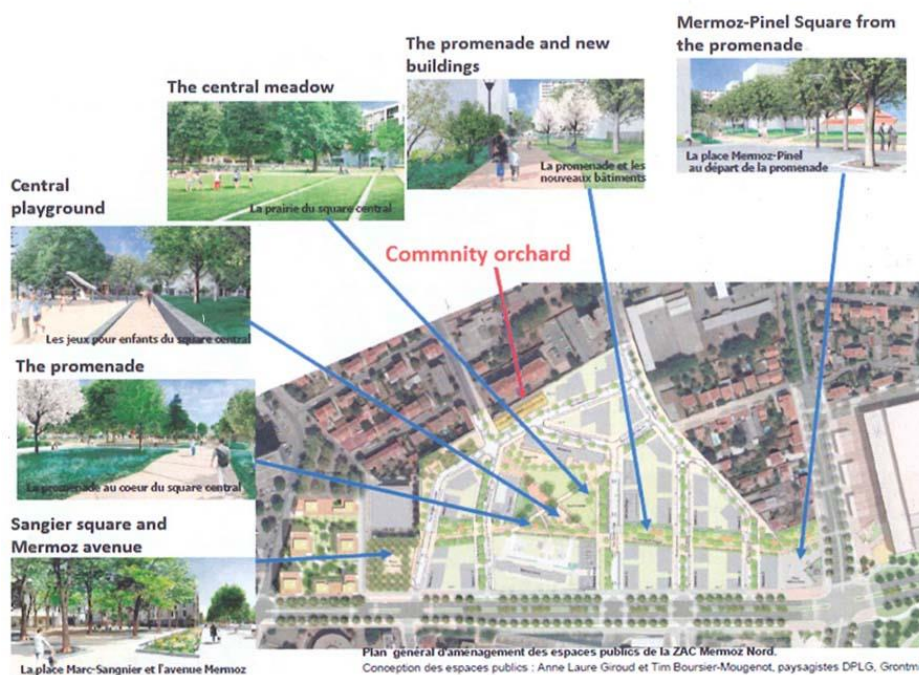 Mermoz-Pinel Square from
the promenade
The promenade and new
buildings
The central meadow
La place Mermoz-Pinel
au départ de la promenade
La promenade et les
nouveaux bâtiments
Central
playground
La prairie du square central
Commnity orchard
Les jeux pour enfants du square central
The promenade
La promenade au coeur du square central
Sangier square and
Mermoz avenue
La place Marc-Sangnier et l'avenue Mermoz
Plan général d'aménagement des espaces publics de la ZAC Mermoz Nord.
Conception des espaces publics : Anne Laure Giroud et Tim Boursier-Mougenot, paysagistes DPLG, Grontm